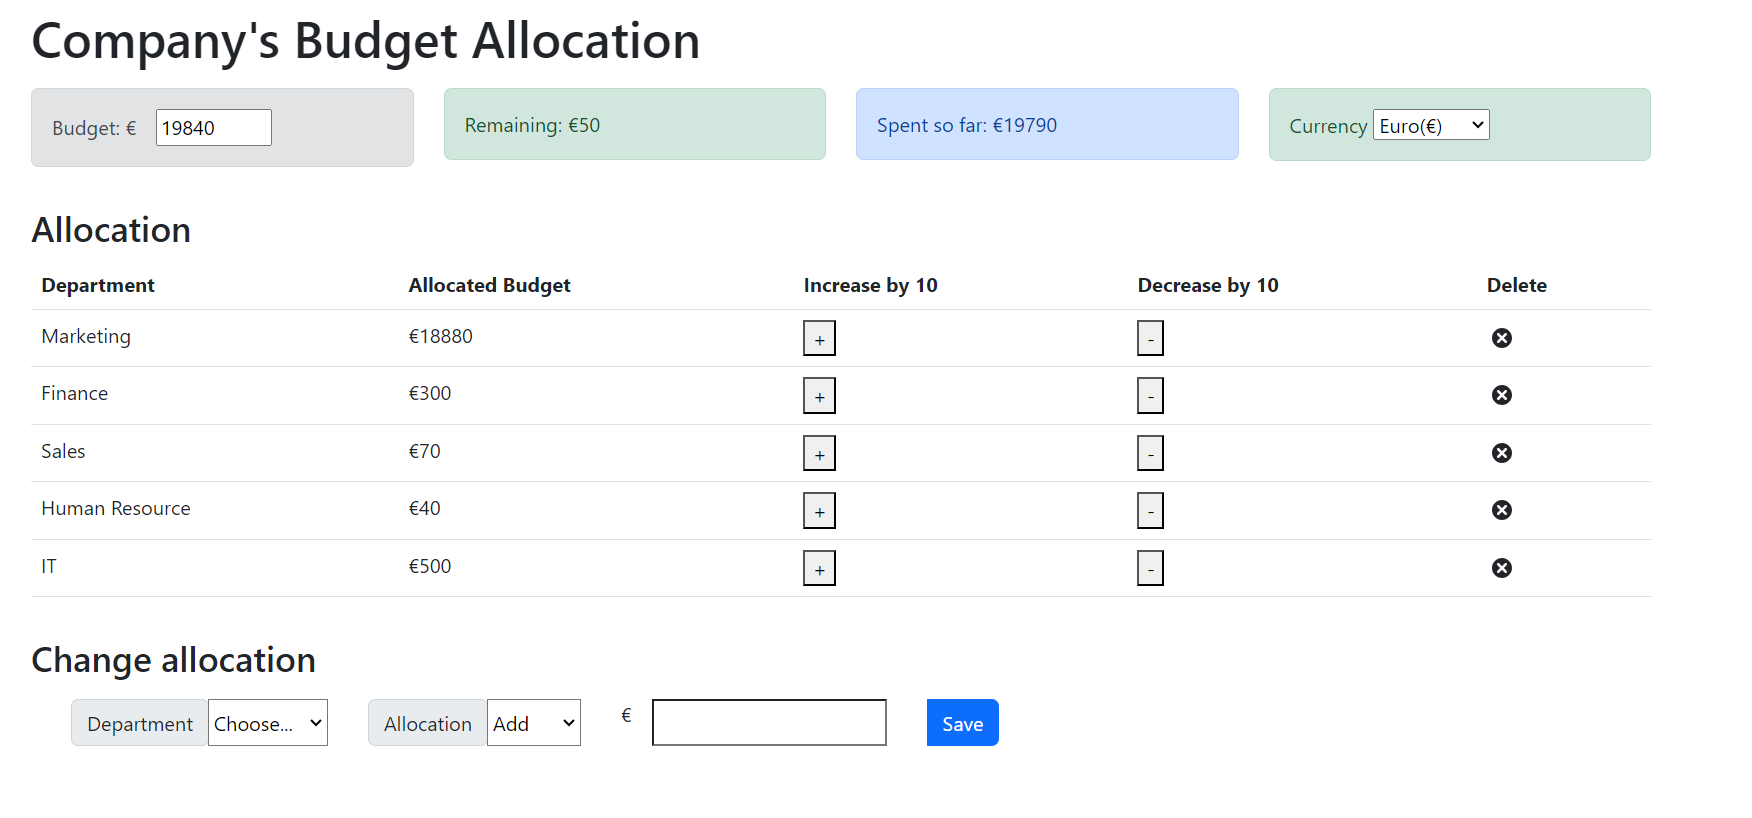 Company's Budget Allocation
Budget: € 19840
Remaining: €50
Spent so far: €19790
Currency Euro(€)
Allocation
Department Allocated Budget Increase by 10 Decrease by 10 Delete
Marketing €18880 + -
Finance €300 + -
Sales €70 + -
Human Resource €40 + -
IT €500 + -
Change allocation
Department Choose... Allocation Add € Save